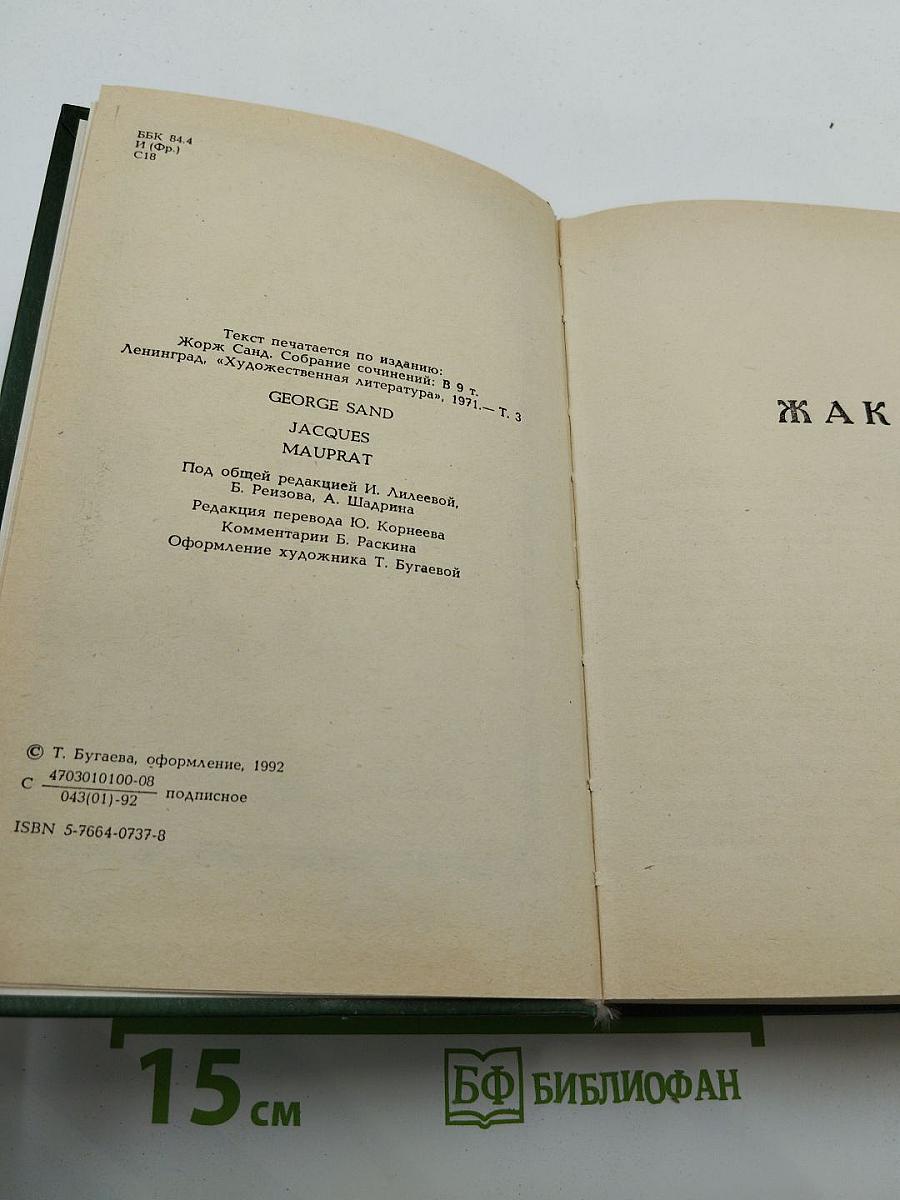 ББК 84.4
И (Фр.)
С18
Текст печатается по изданию:
Жорж Санд. Собрание сочинений: В 9 т.
Ленинград, «Художественная литература», 1971.— Т. 3
GEORGE SAND
JACQUES
MAUPRAT
Под общей редакцией И. Лилеевой,
Б. Реизова, А. Шадрина
Редакция перевода Ю. Корнеева
Комментарии Б. Раскина
Оформление художника Т. Бугаевой
© Т. Бугаева, оформление, 1992
С 4703010100-08
043(01)-92 подписное
ISBN 5-7664-0737-8
ЖАК
15 см
БФ БИБЛИОФАН